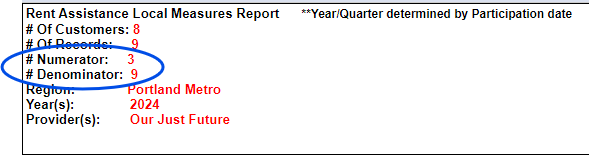 Rent Assistance Local Measures Report **Year/Quarter determined by Participation date
# Of Customers: 8
# Of Records: 9
# Numerator: 3
# Denominator: 9
Region: Portland Metro
Year(s): 2024
Provider(s): Our Just Future